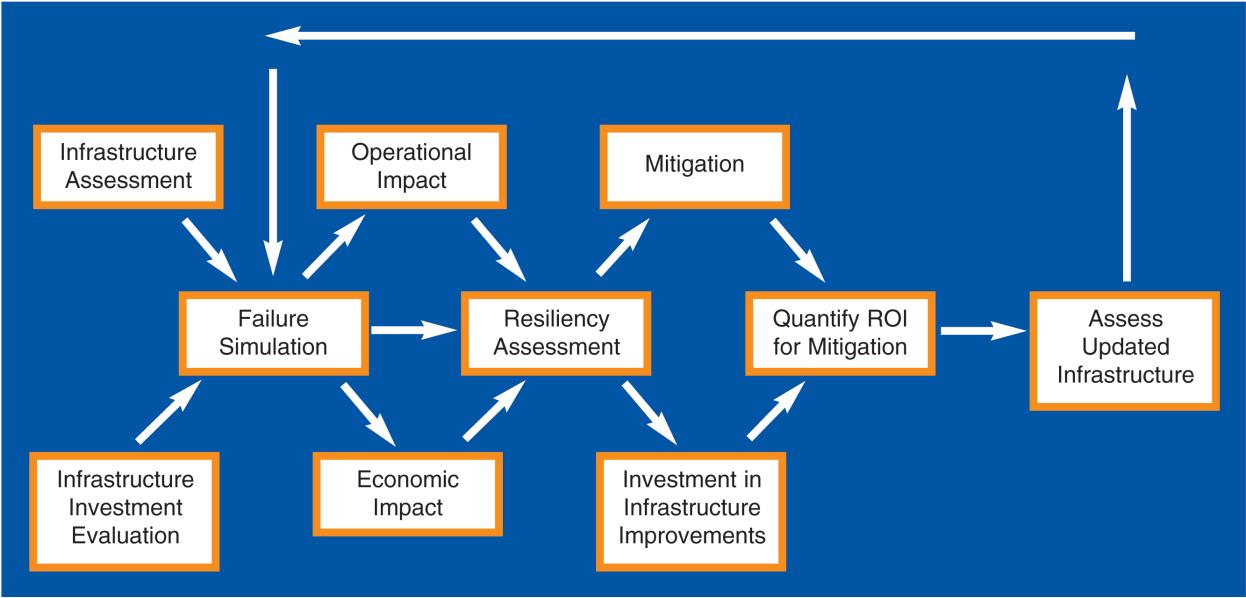 Infrastructure
Assessment
Operational
Impact
Mitigation
Failure
Simulation
Resiliency
Assessment
Quantify ROI
for Mitigation
Assess
Updated
Infrastructure
Infrastructure
Investment
Evaluation
Economic
Impact
Investment in
Infrastructure
Improvements